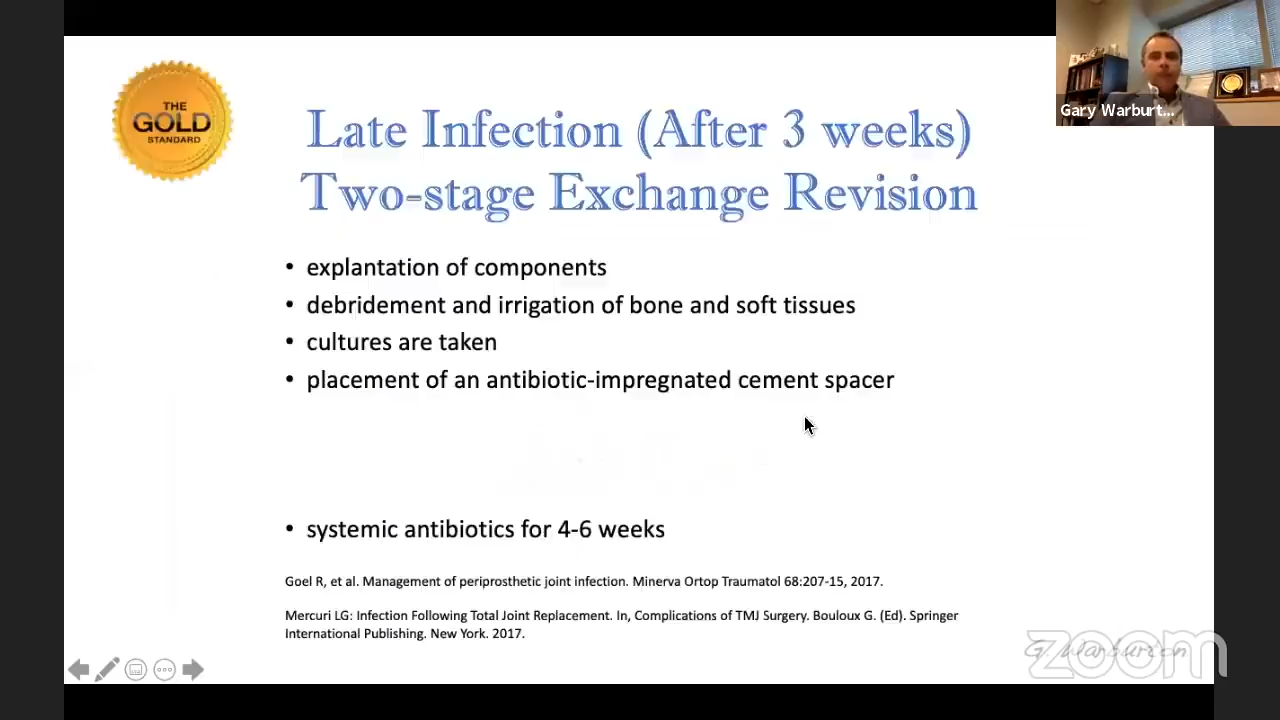 THE
GOLD
STANDARD
Gary Warburt...
Late Infection (After 3 weeks)
Two-stage Exchange Revision
• explantation of components
• debridement and irrigation of bone and soft tissues
• cultures are taken
• placement of an antibiotic-impregnated cement spacer
• systemic antibiotics for 4-6 weeks
Goel R, et al. Management of periprosthetic joint infection. Minerva Ortop Traumatol 68:207-15, 2017.
Mercuri LG: Infection Following Total Joint Replacement. In, Complications of TMJ Surgery. Bouloux G. (Ed). Springer
International Publishing. New York. 2017.
G. Warburton
zoom